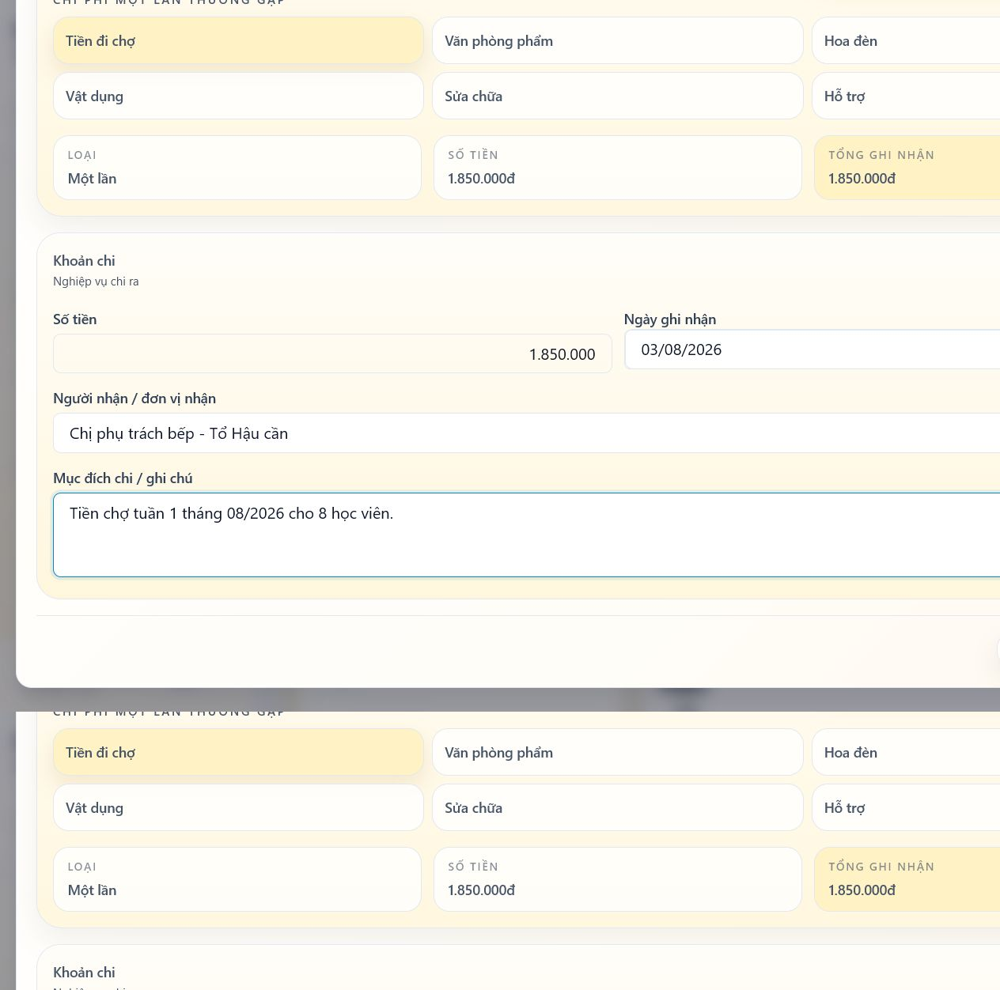 CHI PHÍ MỘT LẦN THƯỜNG GẶP
Tiền đi chợ
Văn phòng phẩm
Hoa đèn
Vật dụng
Sửa chữa
Hỗ trợ
LOẠI
Một lần
SỐ TIỀN
1.850.000đ
TỔNG GHI NHẬN
1.850.000đ
Khoản chi
Nghiệp vụ chi ra
Số tiền
1.850.000
Ngày ghi nhận
03/08/2026
Người nhận / đơn vị nhận
Chị phụ trách bếp - Tổ Hậu cần
Mục đích chi / ghi chú
Tiền chợ tuần 1 tháng 08/2026 cho 8 học viên.
CHI PHÍ MỘT LẦN THƯỜNG GẶP
Tiền đi chợ
Văn phòng phẩm
Hoa đèn
Vật dụng
Sửa chữa
Hỗ trợ
LOẠI
Một lần
SỐ TIỀN
1.850.000đ
TỔNG GHI NHẬN
1.850.000đ
Khoản chi